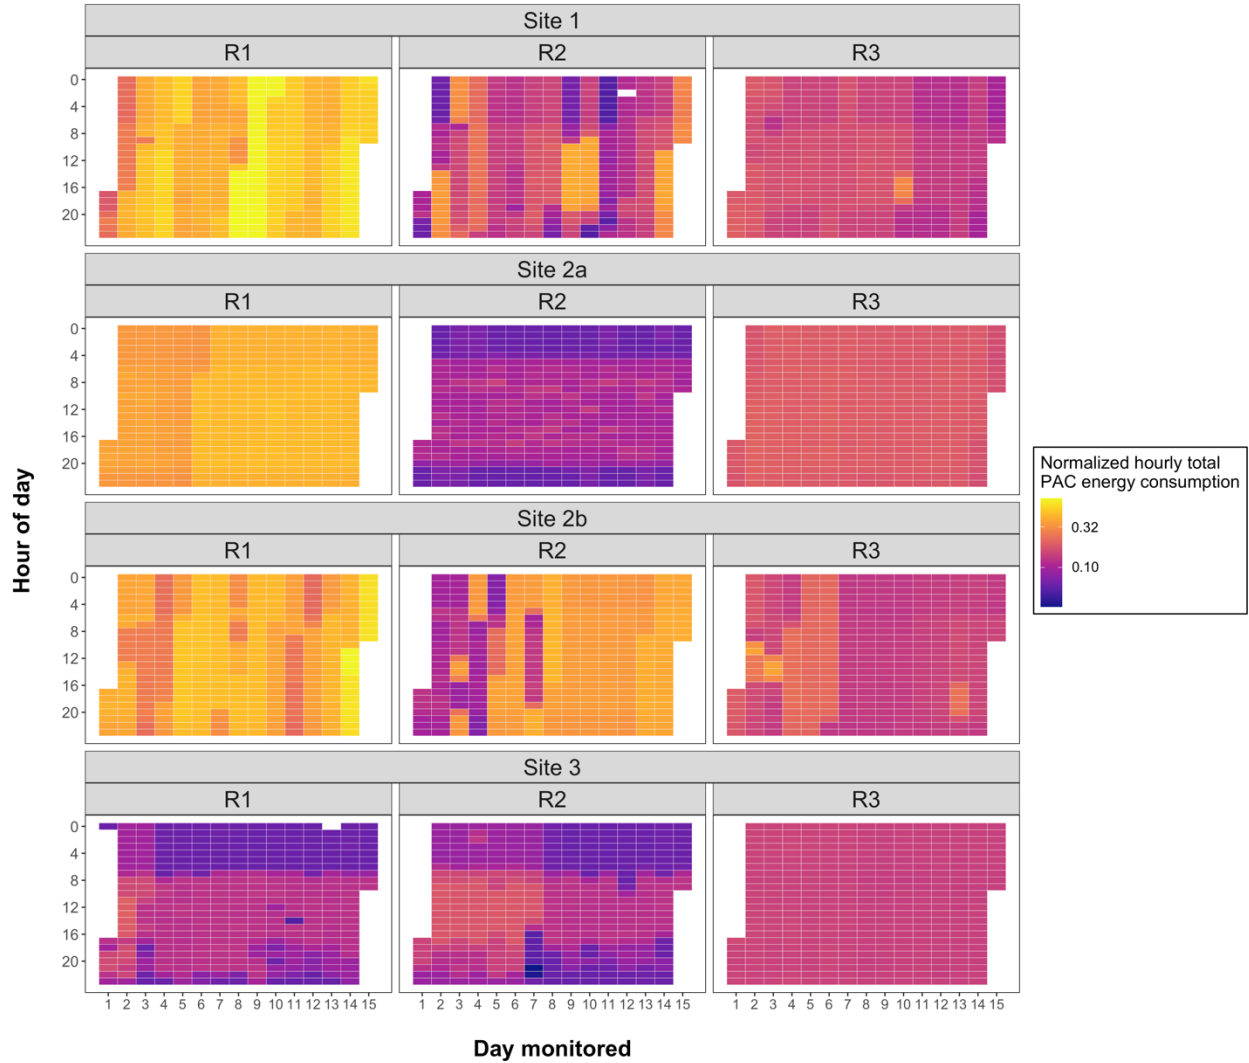 Site 1
R1 R2 R3
0
4
8
12
16
20
Site 2a
R1 R2 R3
0
4
8
12
16
20
Site 2b
R1 R2 R3
0
4
8
12
16
20
Site 3
R1 R2 R3
0
4
8
12
16
20
1 2 3 4 5 6 7 8 9 10 11 12 13 14 15 1 2 3 4 5 6 7 8 9 10 11 12 13 14 15 1 2 3 4 5 6 7 8 9 10 11 12 13 14 15
Day monitored
Hour of day
Normalized hourly total
PAC energy consumption
0.32
0.10